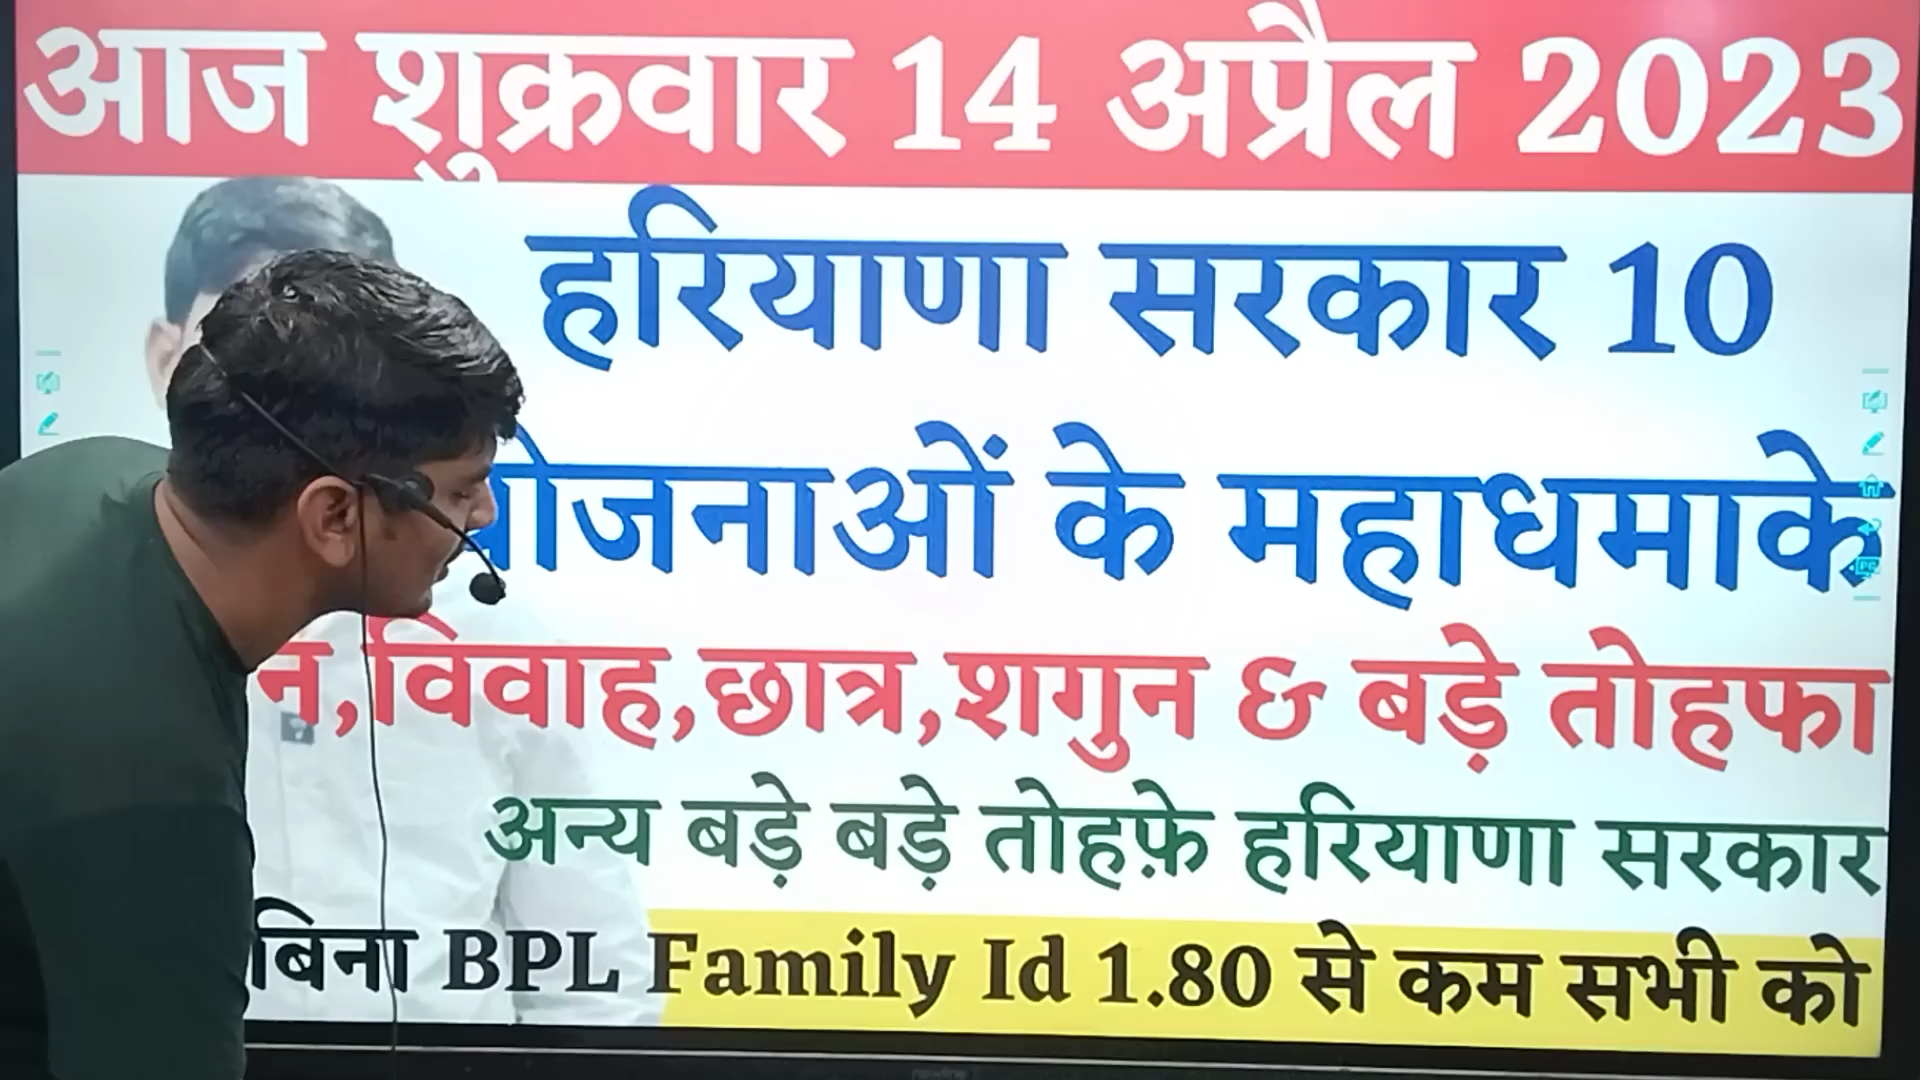 आज शुक्रवार 14 अप्रैल 2023
हरियाणा सरकार 10
योजनाओं के महाधमाके
विवाह,छात्र,शगुन & बड़े तोहफा
अन्य बड़े बड़े तोहफ़े हरियाणा सरकार
बिना BPL Family Id 1.80 से कम सभी को
newline